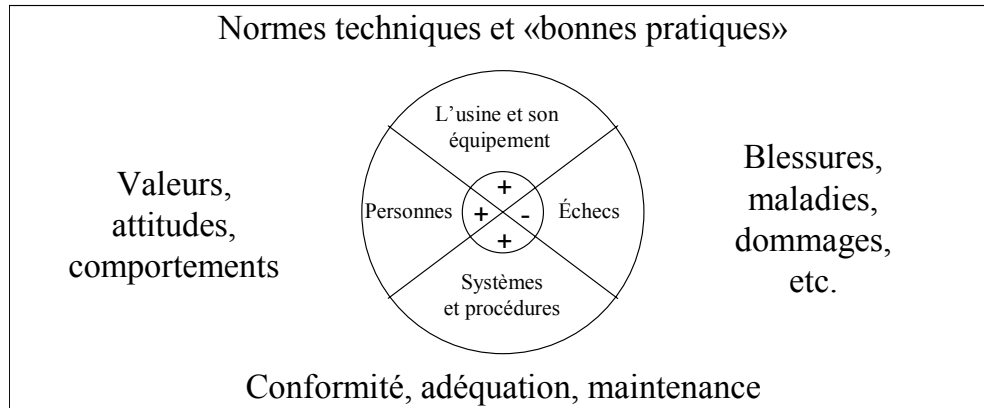 Normes techniques et «bonnes pratiques»
L’usine et son
équipement
Valeurs,
attitudes,
comportements
Personnes
+
+
-
+
Échecs
Blessures,
maladies,
dommages,
etc.
Systèmes
et procédures
Conformité, adéquation, maintenance